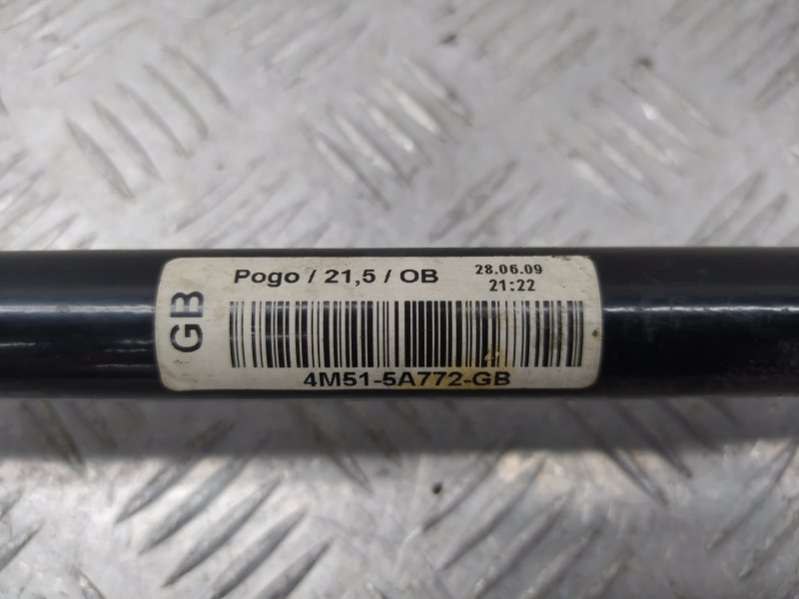 GB
Pogo / 21,5 / OB
28.06.09
21:22
4M51-5A772-GB